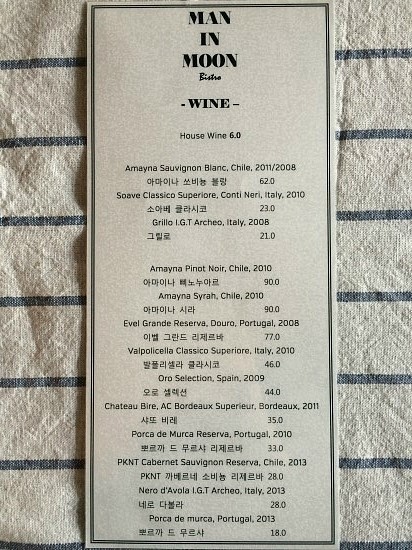 MAN
IN
MOON
Bistro
- WINE –
House Wine 6.0
Amayna Sauvignon Blanc, Chile, 2011/2008
아마이나 쏘비뇽 블랑 62.0
Soave Classico Superiore, Conti Neri, Italy, 2010
소아베 클라시코 23.0
Grillo I.G.T Archeo, Italy, 2008
그릴로 21.0
Amayna Pinot Noir, Chile, 2010
아마이나 삐노누아르 90.0
Amayna Syrah, Chile, 2010
아마이나 시라 90.0
Evel Grande Reserva, Douro, Portugal, 2008
이벨 그란드 리제르바 77.0
Valpolicella Classico Superiore, Italy, 2010
발폴리셀라 클라시코 46.0
Oro Selection, Spain, 2009
오로 셀렉션 44.0
Chateau Bire, AC Bordeaux Superieur, Bordeaux, 2011
샤또 비레 35.0
Porca de Murca Reserva, Portugal, 2010
뽀르까 드 무르샤 리제르바 33.0
PKNT Cabernet Sauvignon Reserva, Chile, 2013
PKNT 까베르네 소비뇽 리제르바 28.0
Nero d'Avola I.G.T Archeo, Italy, 2013
네로 다볼라 28.0
Porca de murca, Portugal, 2013
뽀르까 드 무르샤 18.0